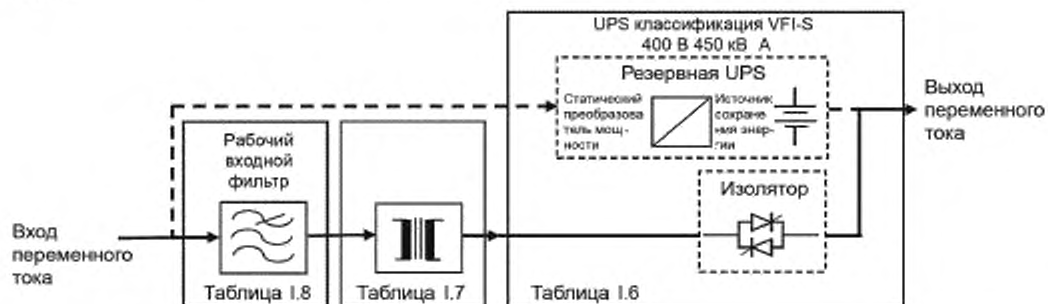 UPS классификация VFI-S
400 В 450 кВ А
Резервная UPS
Статический
преобразова
тель мощ-
ности
Источник
сохране
ния энер-
гии
Выход
переменного
тока
Рабочий
входной
фильтр
Изолятор
Вход
переменного
тока
Таблица I.8
Таблица I.7
Таблица I.6